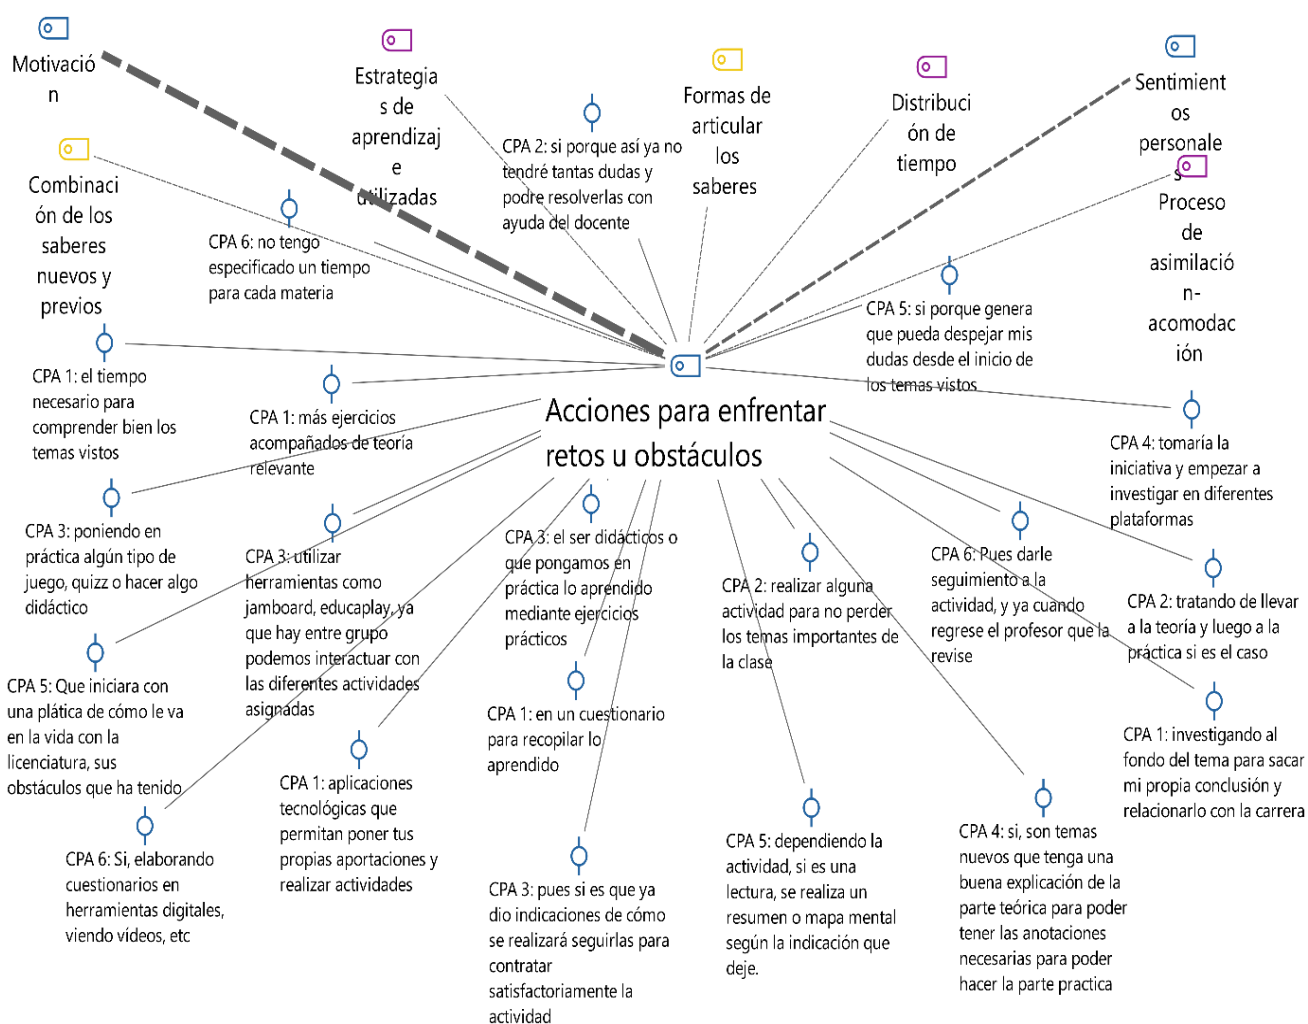 Motivació
n
Estrategia
s de
aprendizaj
e
utilizadas
Formas de
articular
los
saberes
Distribuci
ón de
tiempo
Sentimient
os
personale
s
Combinaci
ón de los
saberes
nuevos y
previos
CPA 2: si porque así ya no
tendré tantas dudas y
podre resolverlas con
ayuda del docente
Proceso
de
asimilació
n-
acomodac
ión
CPA 6: no tengo
especificado un tiempo
para cada materia
CPA 5: si porque genera
que pueda despejar mis
dudas desde el inicio de
los temas vistos
CPA 1: el tiempo
necesario para
comprender bien los
temas vistos
CPA 1: más ejercicios
acompañados de teoría
relevante
Acciones para enfrentar
retos u obstáculos
CPA 4: tomaría la
iniciativa y empezar a
investigar en diferentes
plataformas
CPA 3: poniendo en
práctica algún tipo de
juego, quizz o hacer algo
didáctico
CPA 3: utilizar
herramientas como
jamboard, educaplay, ya
que hay entre grupo
podemos interactuar con
las diferentes actividades
asignadas
CPA 3: el ser didácticos o
que pongamos en
práctica lo aprendido
mediante ejercicios
prácticos
CPA 2: realizar alguna
actividad para no perder
los temas importantes de
la clase
CPA 6: Pues darle
seguimiento a la
actividad, y ya cuando
regrese el profesor que la
revise
CPA 2: tratando de llevar
a la teoría y luego a la
práctica si es el caso
CPA 5: Que iniciara con
una plática de cómo le va
en la vida con la
licenciatura, sus
obstáculos que ha tenido
CPA 1: en un cuestionario
para recopilar lo
aprendido
CPA 1: investigando al
fondo del tema para sacar
mi propia conclusión y
relacionarlo con la carrera
CPA 1: aplicaciones
tecnológicas que
permitan poner tus
propias aportaciones y
realizar actividades
CPA 6: Si, elaborando
cuestionarios en
herramientas digitales,
viendo vídeos, etc
CPA 3: pues si es que ya
dio indicaciones de cómo
se realizará seguirlas para
contratar
satisfactoriamente la
actividad
CPA 5: dependiendo la
actividad, si es una
lectura, se realiza un
resumen o mapa mental
según la indicación que
deje.
CPA 4: si, son temas
nuevos que tenga una
buena explicación de la
parte teórica para poder
tener las anotaciones
necesarias para poder
hacer la parte practica